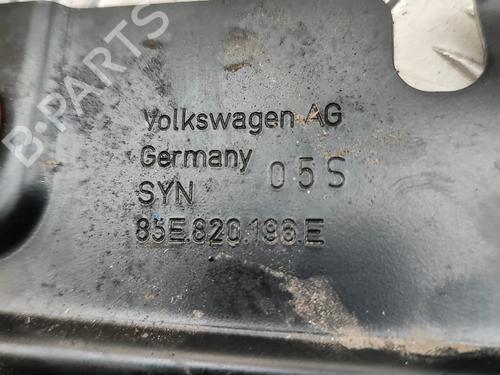 B-PARTS
Volkswagen AG
Germany 05S
SYN
85E.820.196.E